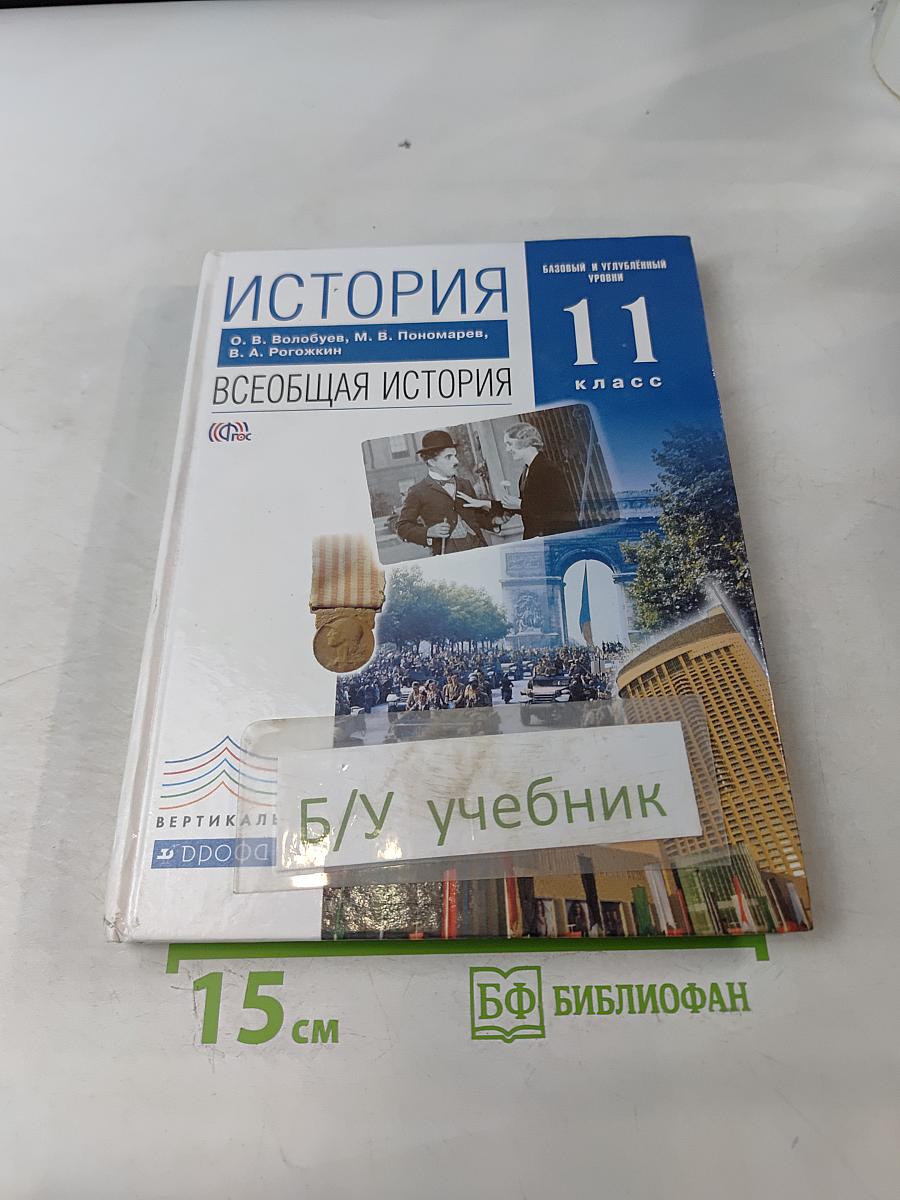 ИСТОРИЯ
О. В. Волобуев, М. В. Пономарев,
В. А. Рогожкин
ВСЕОБЩАЯ ИСТОРИЯ
ФГОС
БАЗОВЫЙ И УГЛУБЛЁННЫЙ
УРОВНИ
11
класс
ВЕРТИКАЛЬ
ДРОФА
Б/У учебник
15 см
БФ БИБЛИОФАН